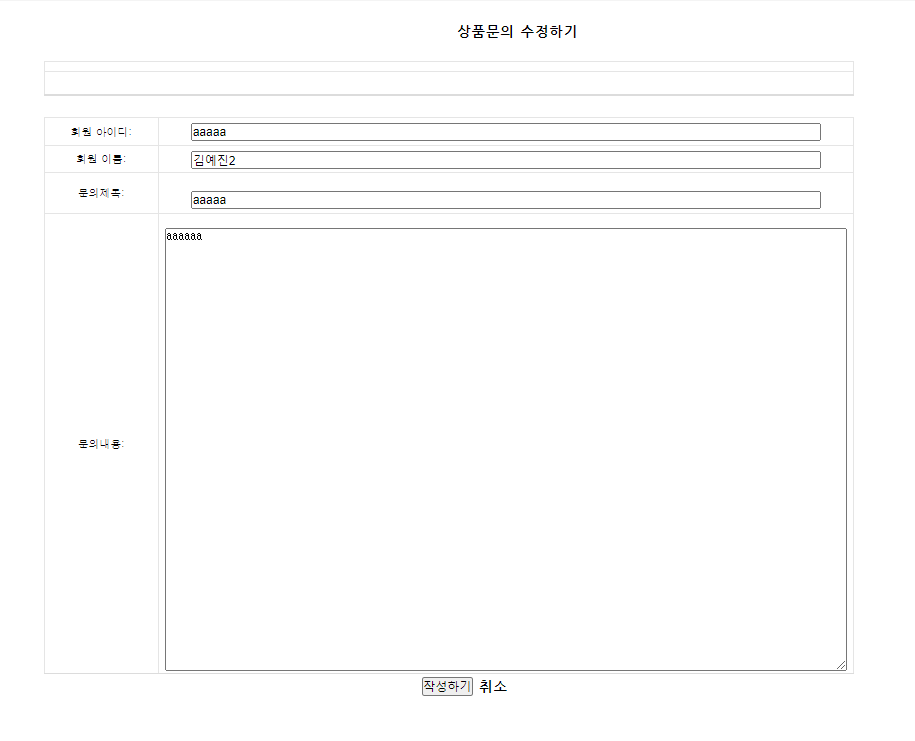 상품문의 수정하기
회원 아이디: aaaaa
회원 이름: 김예진2
문의제목: aaaaa
aaaaaa
문의내용:
작성하기 취소